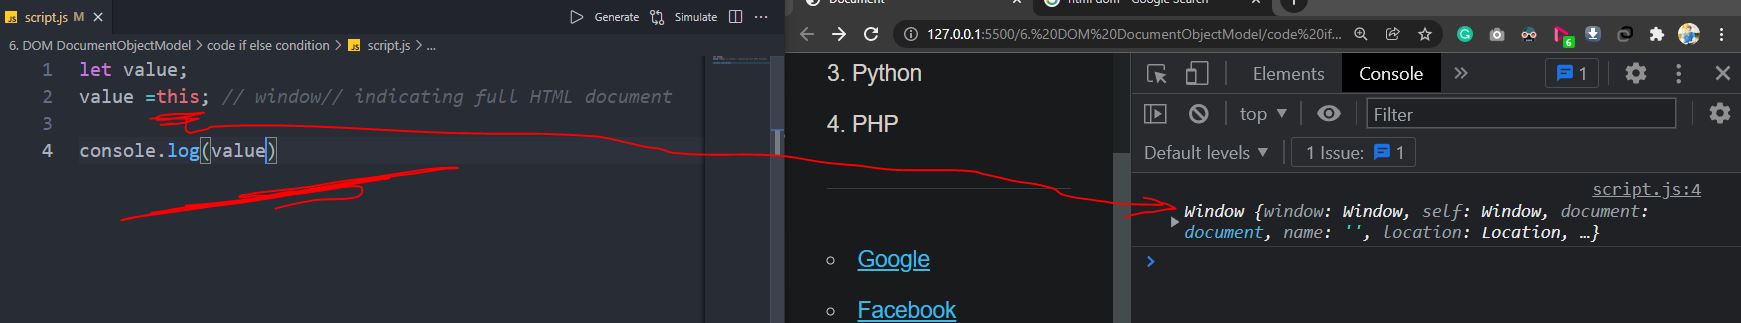 script.js M
Generate
Simulate
6. DOM DocumentObjectModel > code if else condition > script.js > ...
1 let value;
2 value =this; // window// indicating full HTML document
3
4 console.log(value)
127.0.0.1:5500/6.%20DOM%20DocumentObjectModel/code%20if...
6
3. Python
4. PHP
Google
Facebook
Elements
Console
1
top
Filter
Default levels
1 Issue: 1
script.js:4
Window {window: Window, self: Window, document:
document, name: '', location: Location, …}